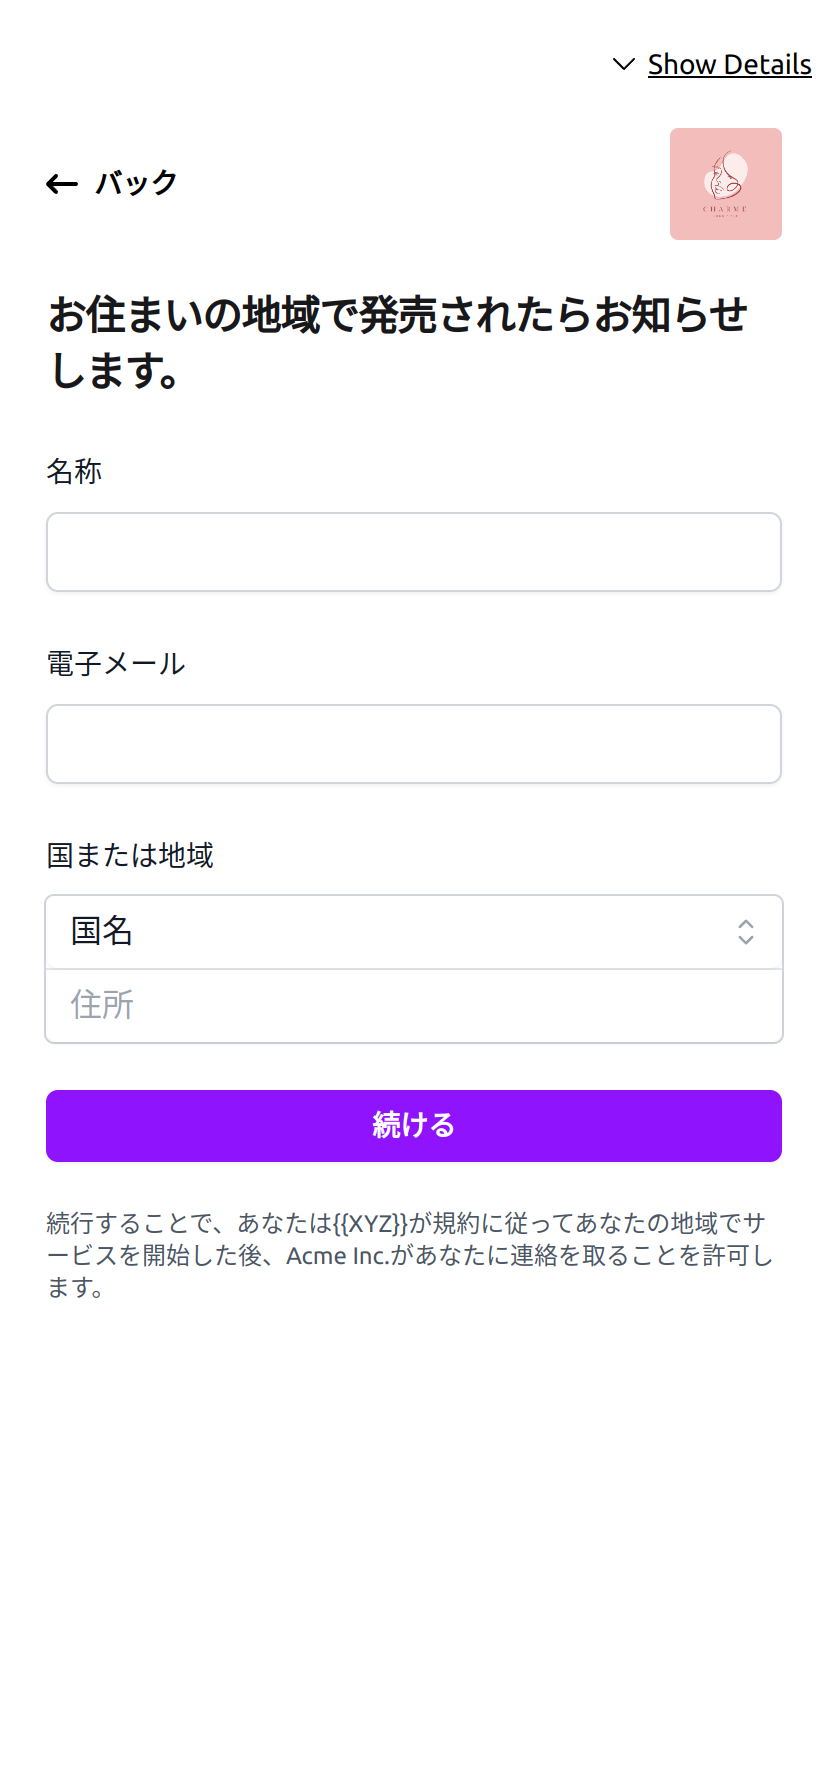 Show Details
バック
CHARME
お住まいの地域で発売されたらお知らせ
します。
名称
電子メール
国または地域
国名
住所
続ける
続行することで、あなたは{{XYZ}}が規約に従ってあなたの地域でサ
ービスを開始した後、Acme Inc.があなたに連絡を取ることを許可し
ます。